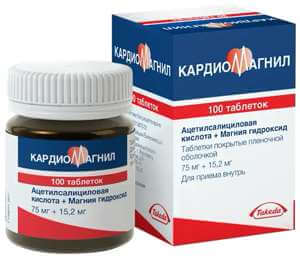 КАРДИОМАГНИЛ
100 таблеток
Ацетилсалициловая
кислота + Магния гидроксид
75 мг + 15,2 мг
КАРДИОМАГНИЛ
100 таблеток
Ацетилсалициловая
кислота + Магния гидроксид
Таблетки покрытые пленочной
оболочкой
75 мг + 15,2 мг
Для приема внутрь
Takeda